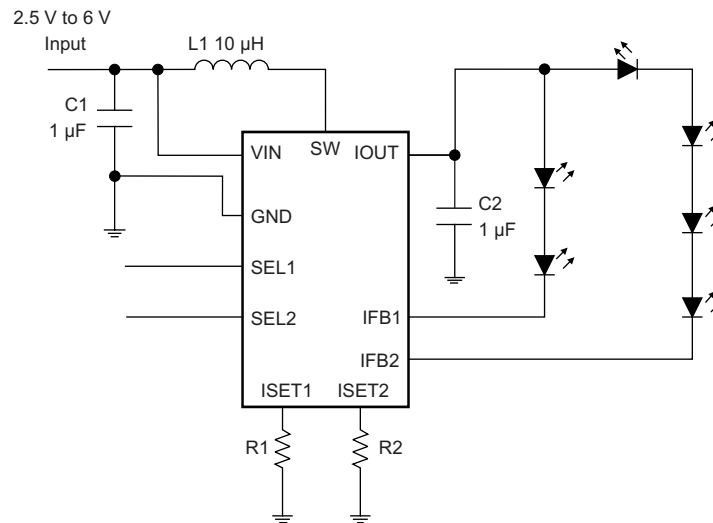 2.5 V to 6 V
Input
L1 10 µH
C1
1 µF
VIN
SW
IOUT
GND
C2
1 µF
SEL1
SEL2
IFB1
IFB2
ISET1
ISET2
R1
R2